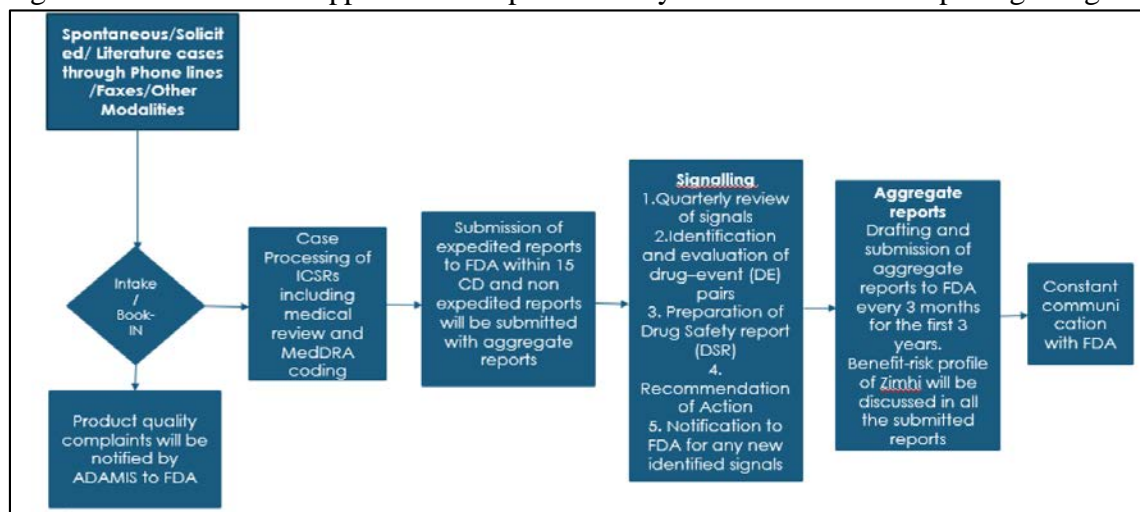 Spontaneous/Solicit
ed/ Literature cases
through Phone lines
/Faxes/Other
Modalities
Intake
/
Book-
IN
Product quality
complaints will be
notified by
ADAMIS to FDA
Case
Processing of
ICSRs
including
medical
review and
MedDRA
coding
Submission of
expedited reports
to FDA within 15
CD and non
expedited reports
will be submitted
with aggregate
reports
Signalling
1.Quarterly review
of signals
2.Identification
and evaluation of
drug–event (DE)
pairs
3. Preparation of
Drug Safety report
(DSR)
4.
Recommendation
of Action
5. Notification to
FDA for any new
identified signals
Aggregate
reports
Drafting and
submission of
aggregate
reports to FDA
every 3 months
for the first 3
years.
Benefit-risk profile
of Zimhi will be
discussed in all
the submitted
reports
Constant
communi
cation
with FDA